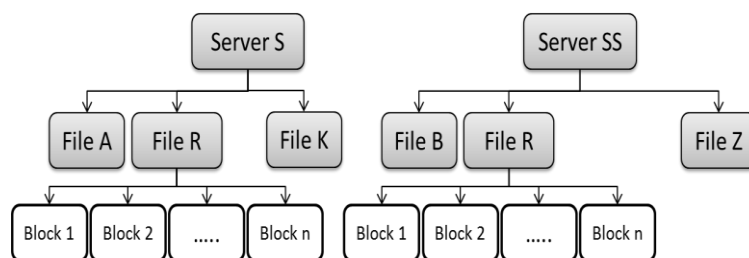 Server S
Server SS
File A
File R
File K
File B
File R
File Z
Block 1
Block 2
.....
Block n
Block 1
Block 2
.....
Block n